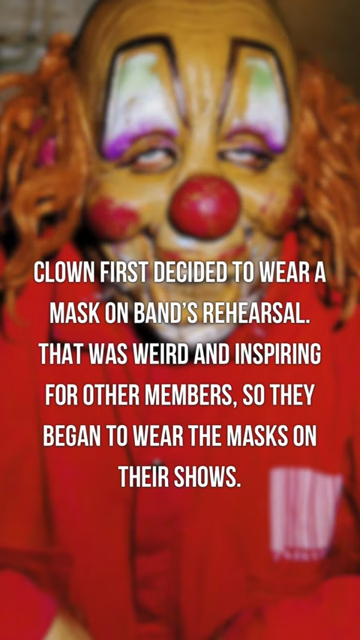 CLOWN FIRST DECIDED TO WEAR A
MASK ON BAND'S REHEARSAL.
THAT WAS WEIRD AND INSPIRING
FOR OTHER MEMBERS, SO THEY
BEGAN TO WEAR THE MASKS ON
THEIR SHOWS.